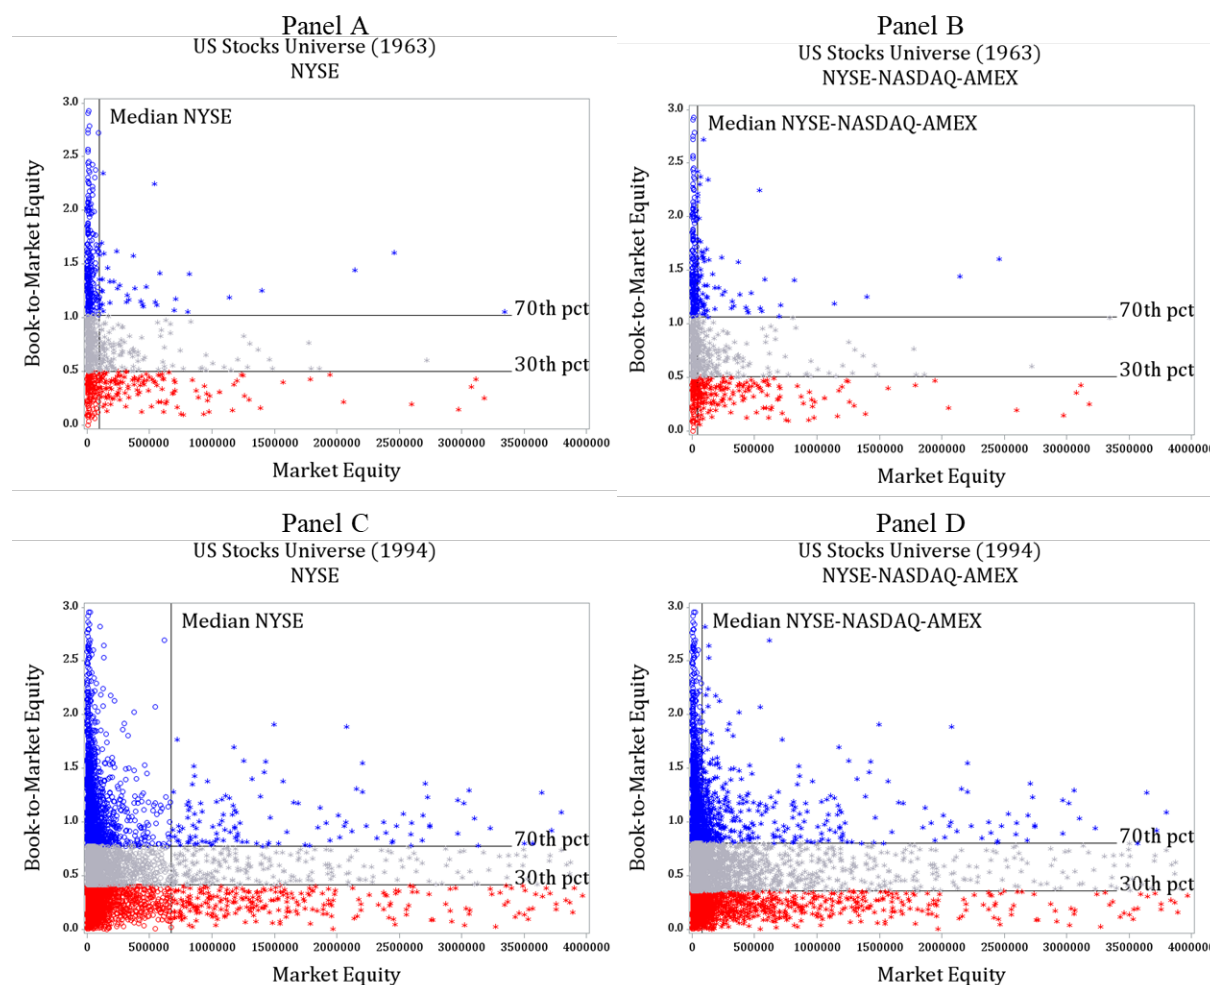 Panel A
US Stocks Universe (1963)
NYSE
3.0
2.5
2.0
1.5
1.0
0.5
0.0
Book-to-Market Equity
Median NYSE
70th pct
30th pct
0 500000 1000000 1500000 2000000 2500000 3000000 3500000 4000000
Market Equity
Panel B
US Stocks Universe (1963)
NYSE-NASDAQ-AMEX
3.0
2.5
2.0
1.5
1.0
0.5
0.0
Book-to-Market Equity
Median NYSE-NASDAQ-AMEX
70th pct
30th pct
0 500000 1000000 1500000 2000000 2500000 3000000 3500000 400000
Market Equity
Panel C
US Stocks Universe (1994)
NYSE
3.0
2.5
2.0
1.5
1.0
0.5
0.0
Book-to-Market Equity
Median NYSE
70th pct
30th pct
0 500000 1000000 1500000 2000000 2500000 3000000 3500000 4000000
Market Equity
Panel D
US Stocks Universe (1994)
NYSE-NASDAQ-AMEX
3.0
2.5
2.0
1.5
1.0
0.5
0.0
Book-to-Market Equity
Median NYSE-NASDAQ-AMEX
70th pct
30th pct
0 500000 1000000 1500000 2000000 2500000 3000000 3500000 400000
Market Equity